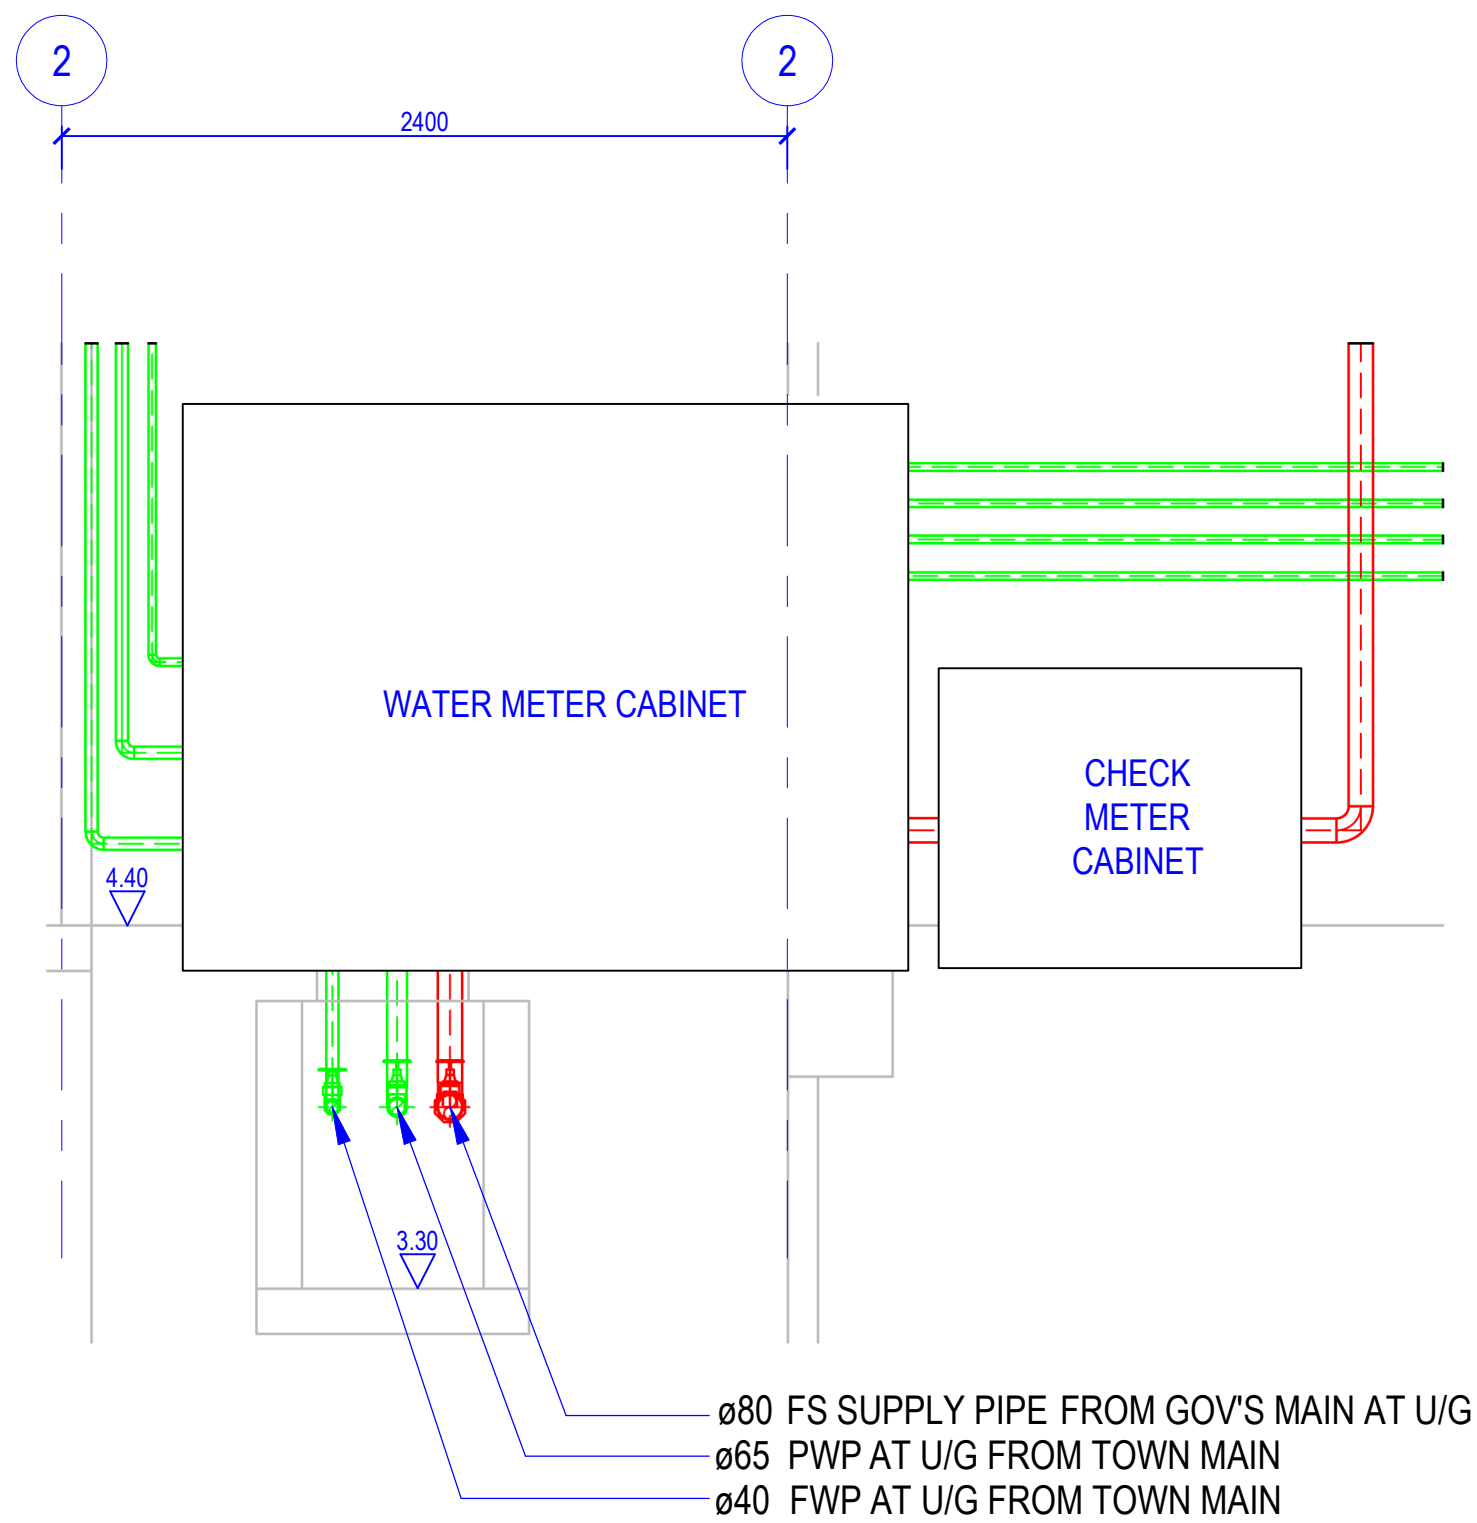 2
2
2400
WATER METER CABINET
CHECK
METER
CABINET
4.40
3.30
ø80 FS SUPPLY PIPE FROM GOV'S MAIN AT U/G
ø65 PWP AT U/G FROM TOWN MAIN
ø40 FWP AT U/G FROM TOWN MAIN